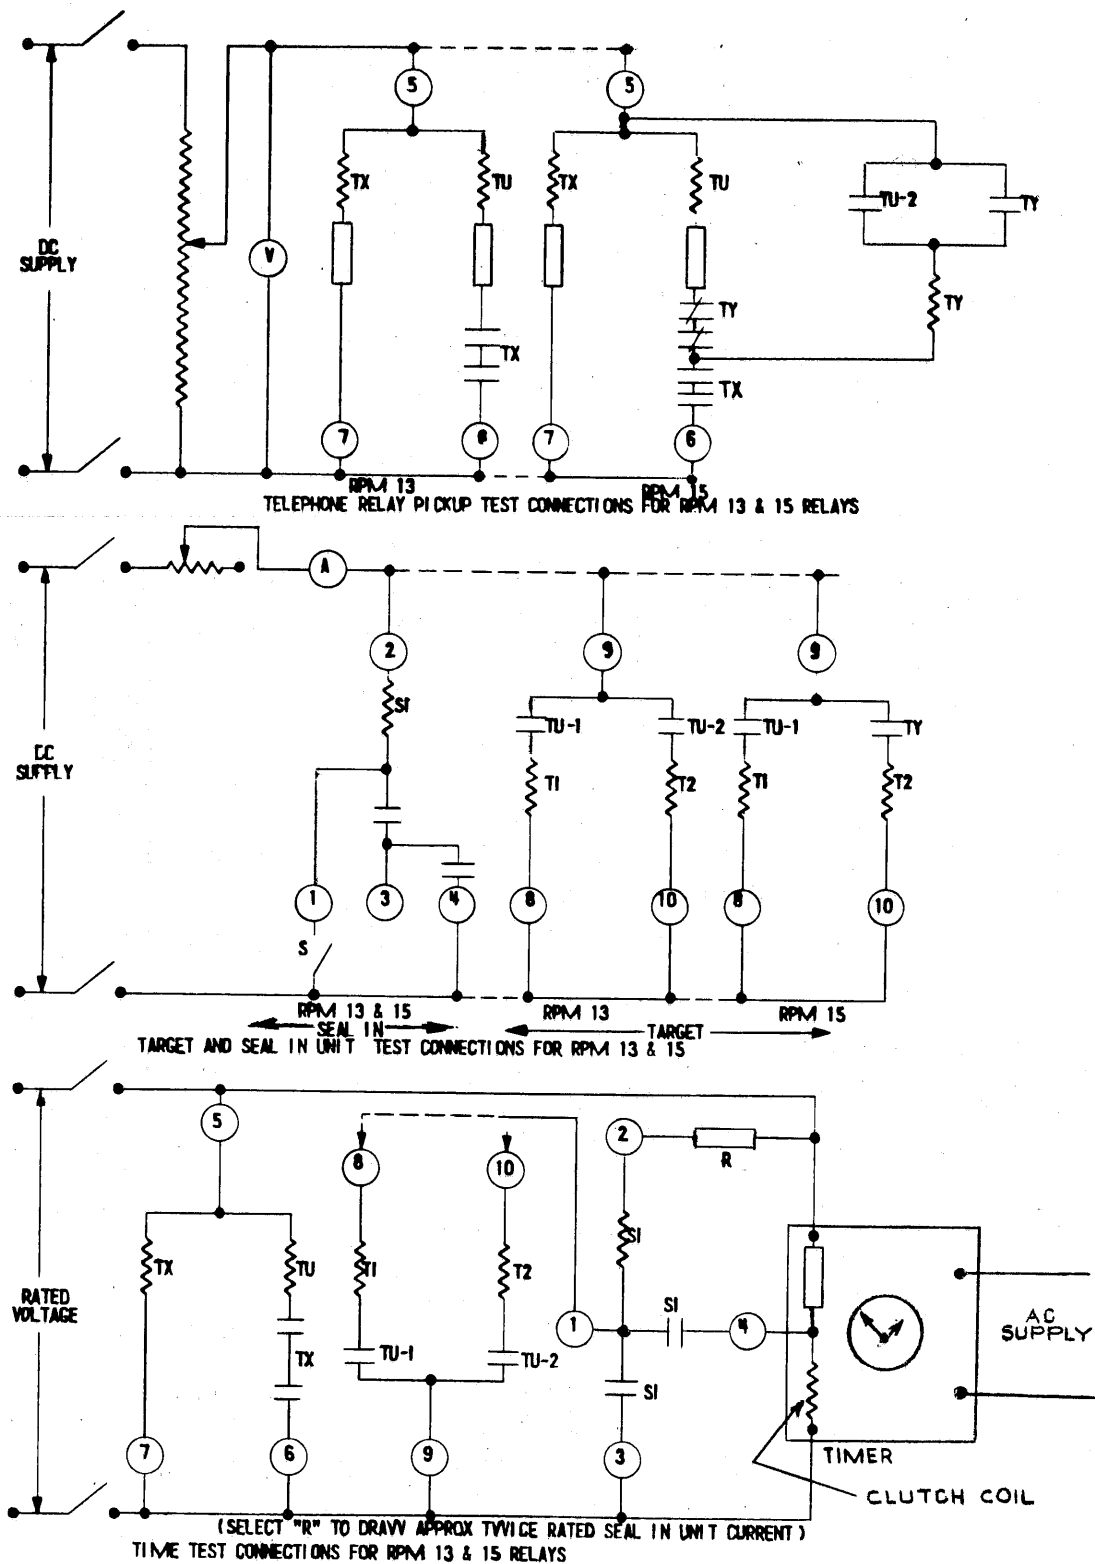 5
5
TX
TU
TX
TU
TU-2
TY
DC
SUPPLY
V
TY
TY
TX
TX
7
6
7
6
RPM 13
RPM 15
TELEPHONE RELAY PICKUP TEST CONNECTIONS FOR RPM 13 & 15 RELAYS
A
2
9
9
SI
TU-1
TU-2
TU-1
TY
DC
SUPPLY
T1
T2
T1
T2
1
3
4
8
10
8
10
S
RPM 13 & 15
RPM 13
RPM 15
SEAL IN
TARGET
TARGET AND SEAL IN UNIT TEST CONNECTIONS FOR RPM 13 & 15
5
2
R
8
10
SI
TX
TU
T1
T2
RATED
VOLTAGE
SI
1
4
AC
SUPPLY
TX
TU-1
TU-2
SI
7
6
9
3
TIMER
CLUTCH COIL
(SELECT "R" TO DRAW APPROX TWICE RATED SEAL IN UNIT CURRENT)
TIME TEST CONNECTIONS FOR RPM 13 & 15 RELAYS